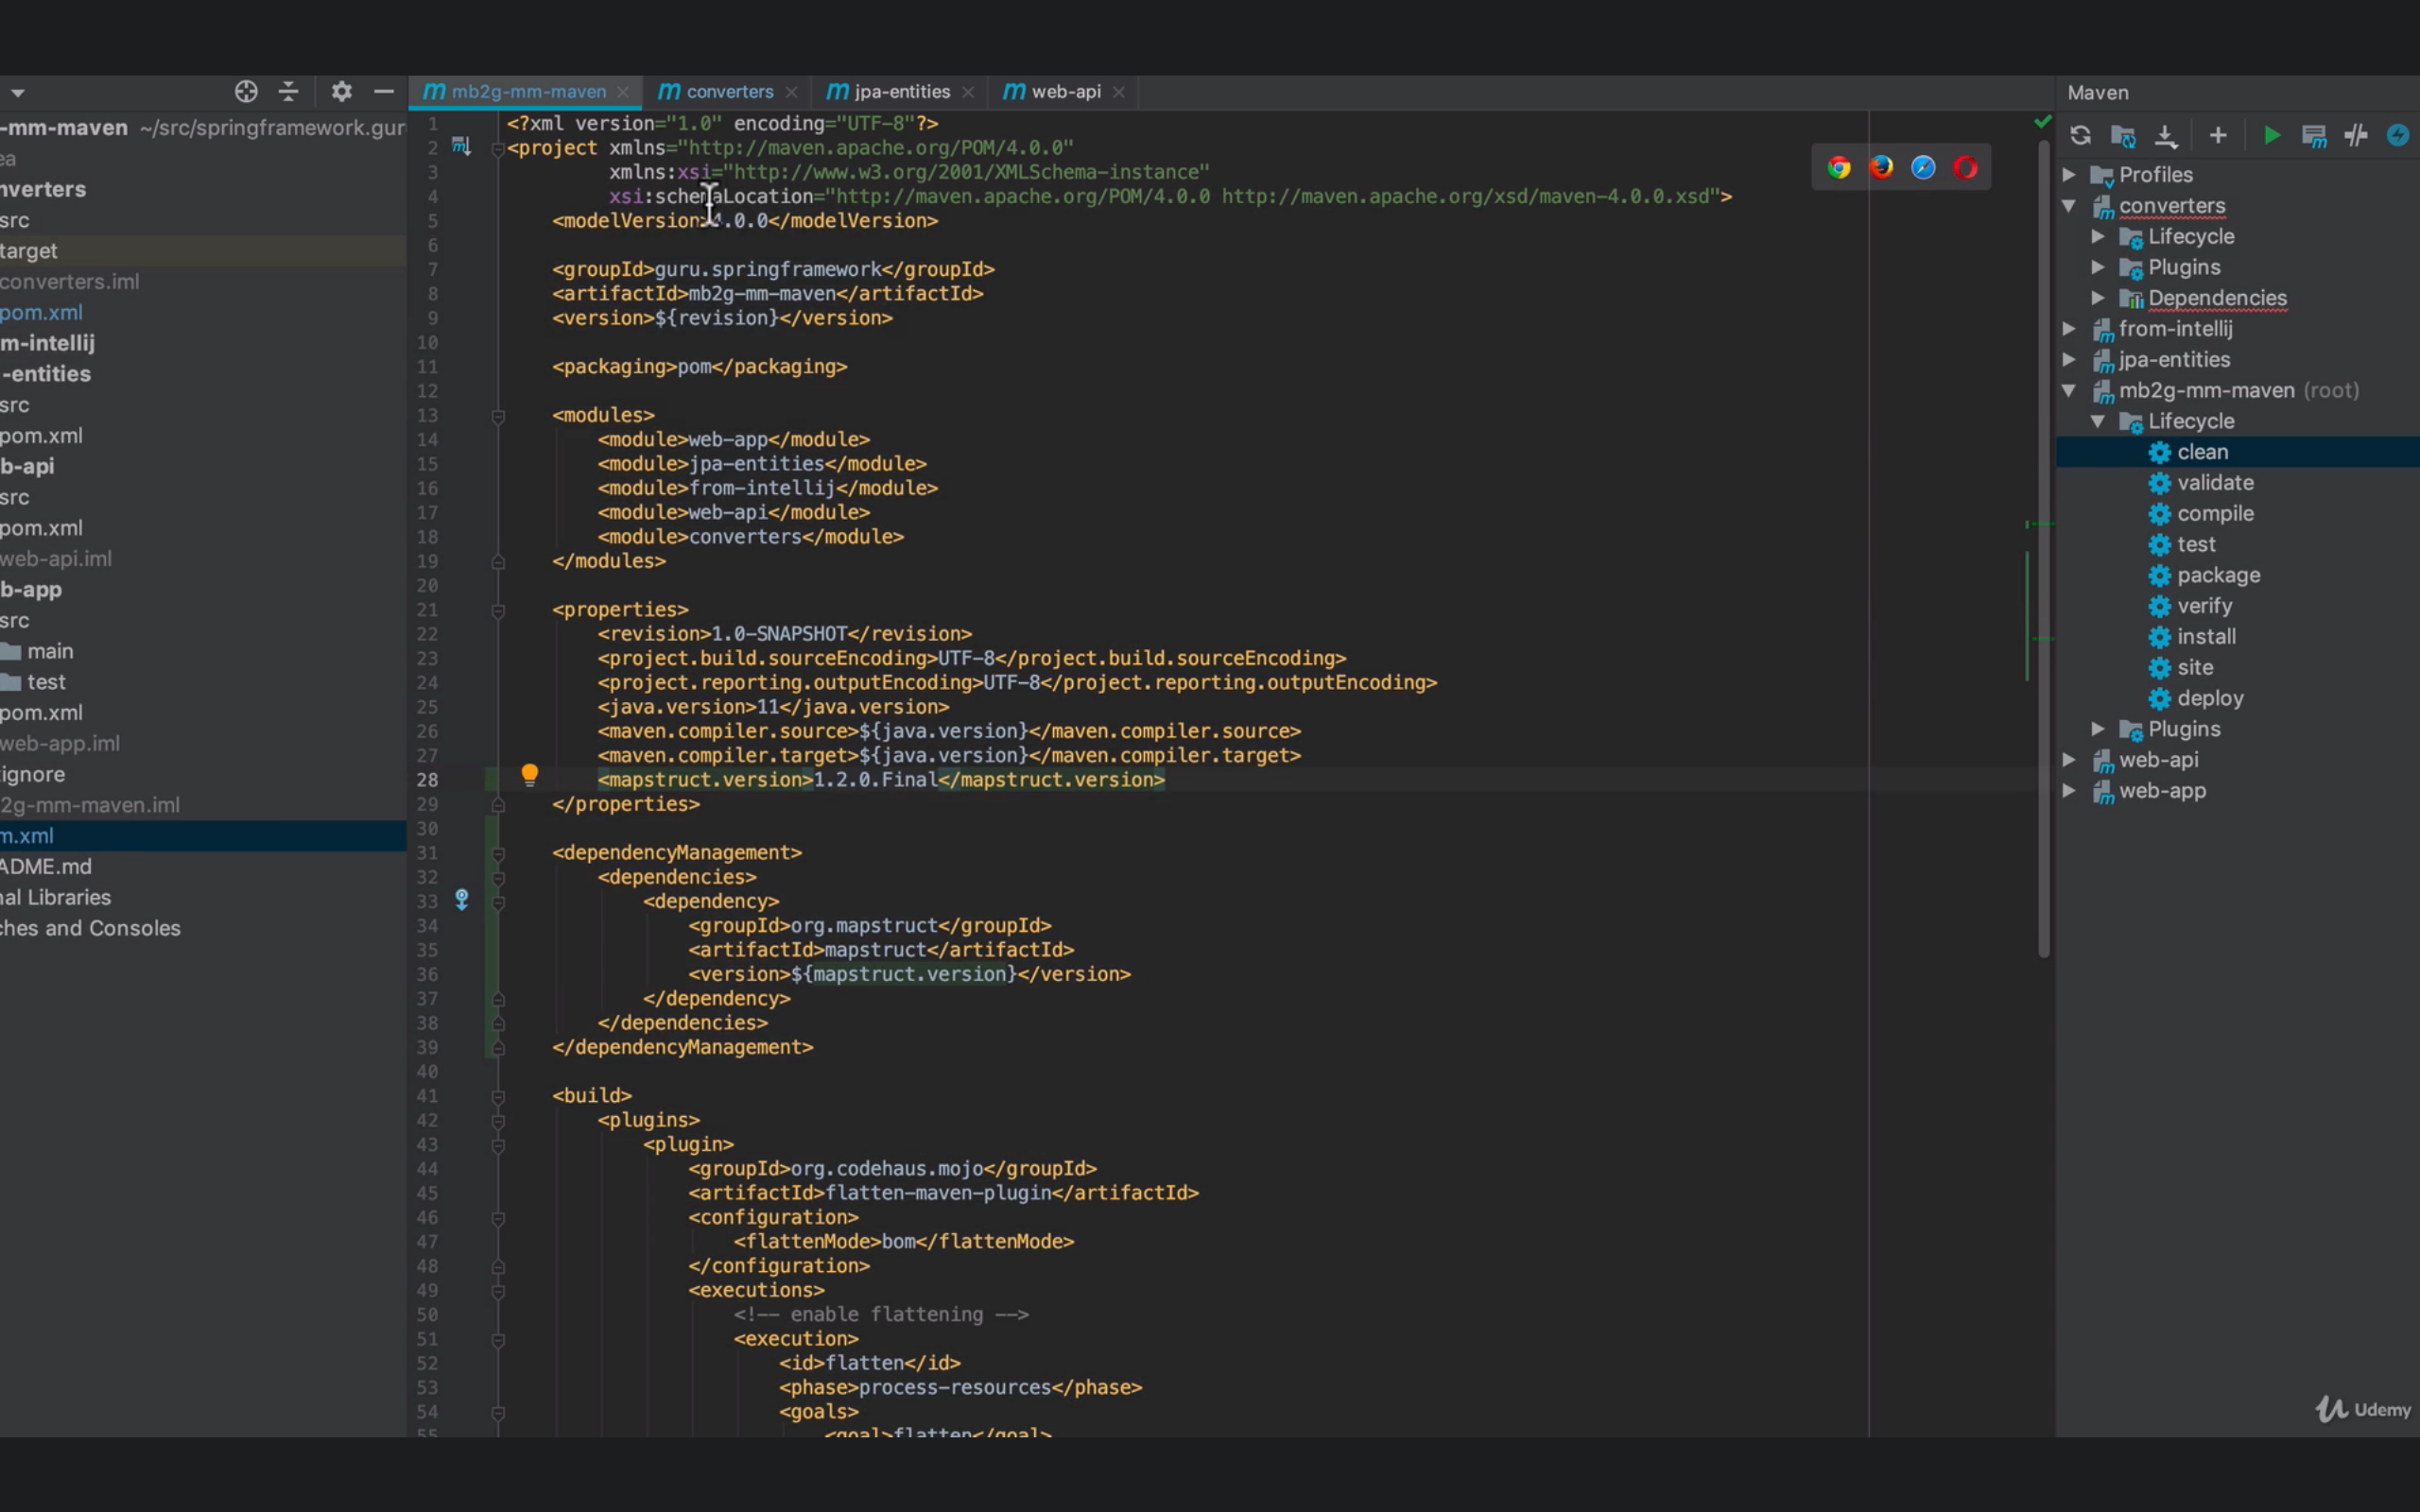 mb2g-mm-maven converters jpa-entities web-api
Maven
-mm-maven ~/src/springframework.gur
ea
nverters
src
target
converters.iml
pom.xml
m-intellij
-entities
src
pom.xml
b-api
src
pom.xml
web-api.iml
b-app
src
main
test
pom.xml
web-app.iml
ignore
2g-mm-maven.iml
m.xml
ADME.md
nal Libraries
ches and Consoles
1 <?xml version="1.0" encoding="UTF-8"?>
2 <project xmlns="http://maven.apache.org/POM/4.0.0"
3 xmlns:xsi="http://www.w3.org/2001/XMLSchema-instance"
4 xsi:schemaLocation="http://maven.apache.org/POM/4.0.0 http://maven.apache.org/xsd/maven-4.0.0.xsd">
5 <modelVersion>4.0.0</modelVersion>
6
7 <groupId>guru.springframework</groupId>
8 <artifactId>mb2g-mm-maven</artifactId>
9 <version>${revision}</version>
10
11 <packaging>pom</packaging>
12
13 <modules>
14 <module>web-app</module>
15 <module>jpa-entities</module>
16 <module>from-intellij</module>
17 <module>web-api</module>
18 <module>converters</module>
19 </modules>
20
21 <properties>
22 <revision>1.0-SNAPSHOT</revision>
23 <project.build.sourceEncoding>UTF-8</project.build.sourceEncoding>
24 <project.reporting.outputEncoding>UTF-8</project.reporting.outputEncoding>
25 <java.version>11</java.version>
26 <maven.compiler.source>${java.version}</maven.compiler.source>
27 <maven.compiler.target>${java.version}</maven.compiler.target>
28 <mapstruct.version>1.2.0.Final</mapstruct.version>
29 </properties>
30
31 <dependencyManagement>
32 <dependencies>
33 <dependency>
34 <groupId>org.mapstruct</groupId>
35 <artifactId>mapstruct</artifactId>
36 <version>${mapstruct.version}</version>
37 </dependency>
38 </dependencies>
39 </dependencyManagement>
40
41 <build>
42 <plugins>
43 <plugin>
44 <groupId>org.codehaus.mojo</groupId>
45 <artifactId>flatten-maven-plugin</artifactId>
46 <configuration>
47 <flattenMode>bom</flattenMode>
48 </configuration>
49 <executions>
50 <!-- enable flattening -->
51 <execution>
52 <id>flatten</id>
53 <phase>process-resources</phase>
54 <goals>
55 <goal>flatten</goal>
Profiles
converters
Lifecycle
Plugins
Dependencies
from-intellij
jpa-entities
mb2g-mm-maven (root)
Lifecycle
clean
validate
compile
test
package
verify
install
site
deploy
Plugins
web-api
web-app
Udemy